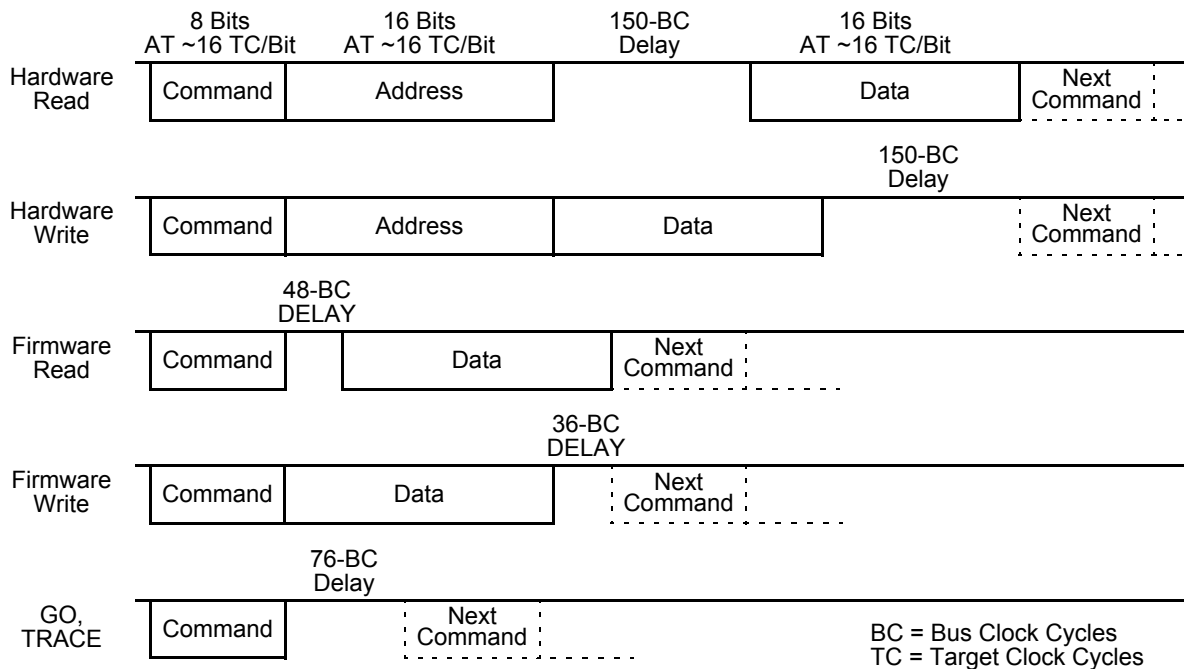 8 Bits
AT ~16 TC/Bit
16 Bits
AT ~16 TC/Bit
150-BC
Delay
16 Bits
AT ~16 TC/Bit
Hardware
Read
Command
Address
Data
Next
Command
150-BC
Delay
Hardware
Write
Command
Address
Data
Next
Command
48-BC
DELAY
Firmware
Read
Command
Data
Next
Command
36-BC
DELAY
Firmware
Write
Command
Data
Next
Command
76-BC
Delay
GO,
TRACE
Command
Next
Command
BC = Bus Clock Cycles
TC = Target Clock Cycles